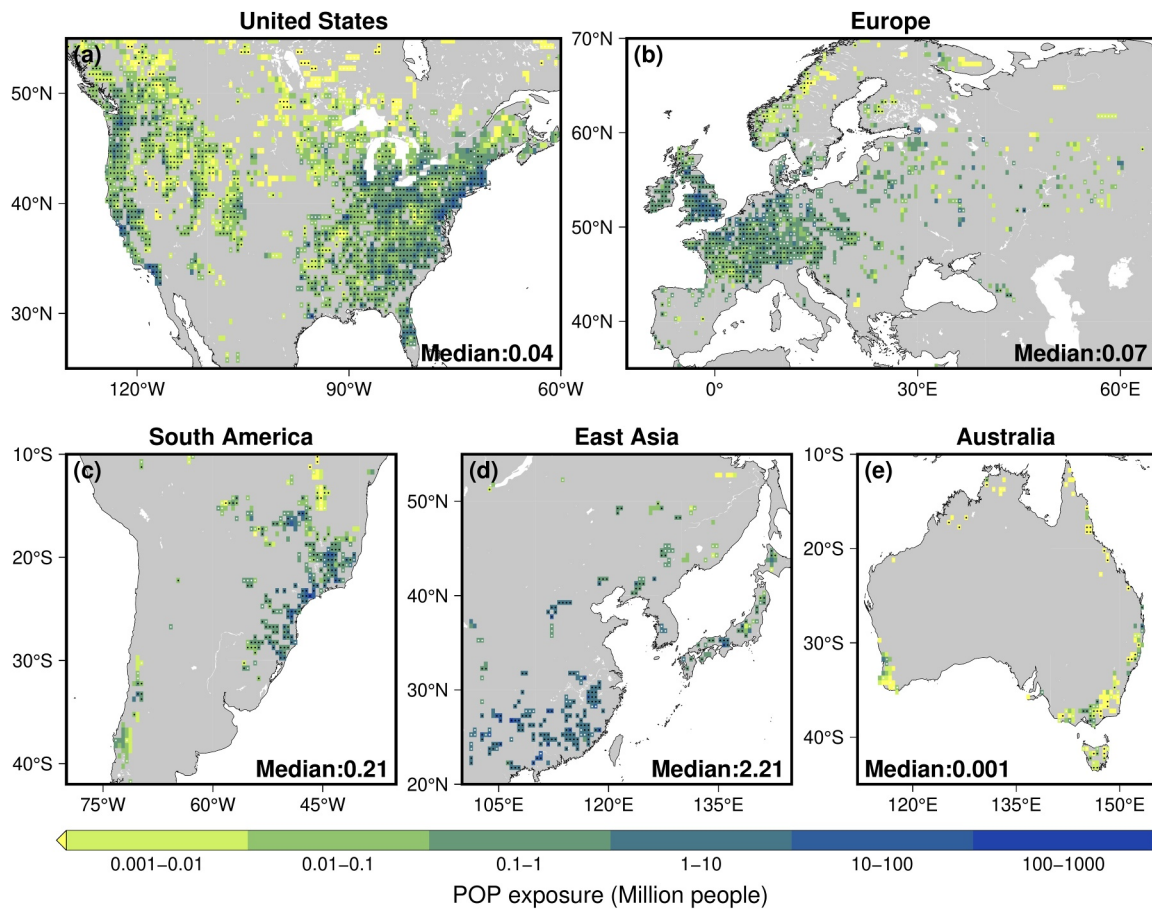 United States
Europe
(a)
(b)
50°N
40°N
30°N
70°N
60°N
50°N
40°N
Median:0.04
Median:0.07
120°W 90°W 60°W
0° 30°E 60°E
South America
East Asia
Australia
(c)
(d)
(e)
10°S
20°S
30°S
40°S
50°N
40°N
30°N
20°N
10°S
20°S
30°S
40°S
Median:0.21
Median:2.21
Median:0.001
75°W 60°W 45°W
105°E 120°E 135°E
120°E 135°E 150°E
0.001–0.01 0.01–0.1 0.1–1 1–10 10–100 100–1000
POP exposure (Million people)